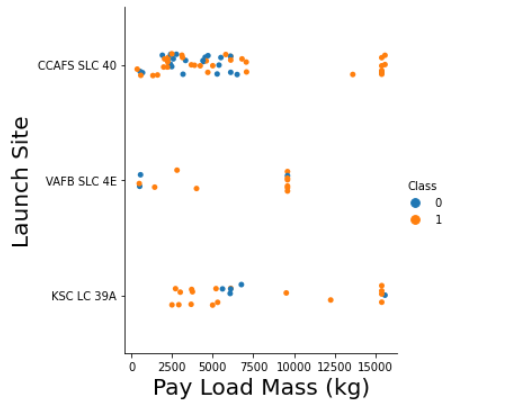 CCAFS SLC 40
VAFB SLC 4E
KSC LC 39A
Launch Site
0 2500 5000 7500 10000 12500 15000
Pay Load Mass (kg)
Class
0
1